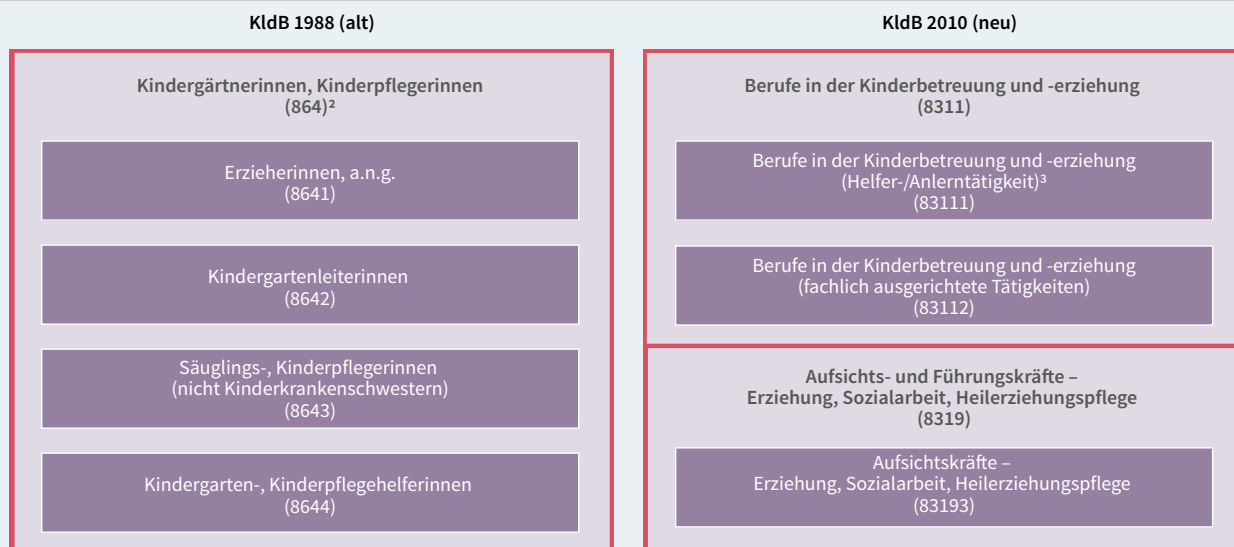 KldB 1988 (alt)
Kindergärtnerinnen, Kinderpflegerinnen
(864)²
Erzieherinnen, a.n.g.
(8641)
Kindergartenleiterinnen
(8642)
Säuglings-, Kinderpflegerinnen
(nicht Kinderkrankenschwestern)
(8643)
Kindergarten-, Kinderpflegehelferinnen
(8644)
KldB 2010 (neu)
Berufe in der Kinderbetreuung und -erziehung
(8311)
Berufe in der Kinderbetreuung und -erziehung
(Helfer-/Anlerntätigkeit)³
(83111)
Berufe in der Kinderbetreuung und -erziehung
(fachlich ausgerichtete Tätigkeiten)
(83112)
Aufsichts- und Führungskräfte –
Erziehung, Sozialarbeit, Heilerziehungspflege
(8319)
Aufsichtskräfte –
Erziehung, Sozialarbeit, Heilerziehungspflege
(83193)